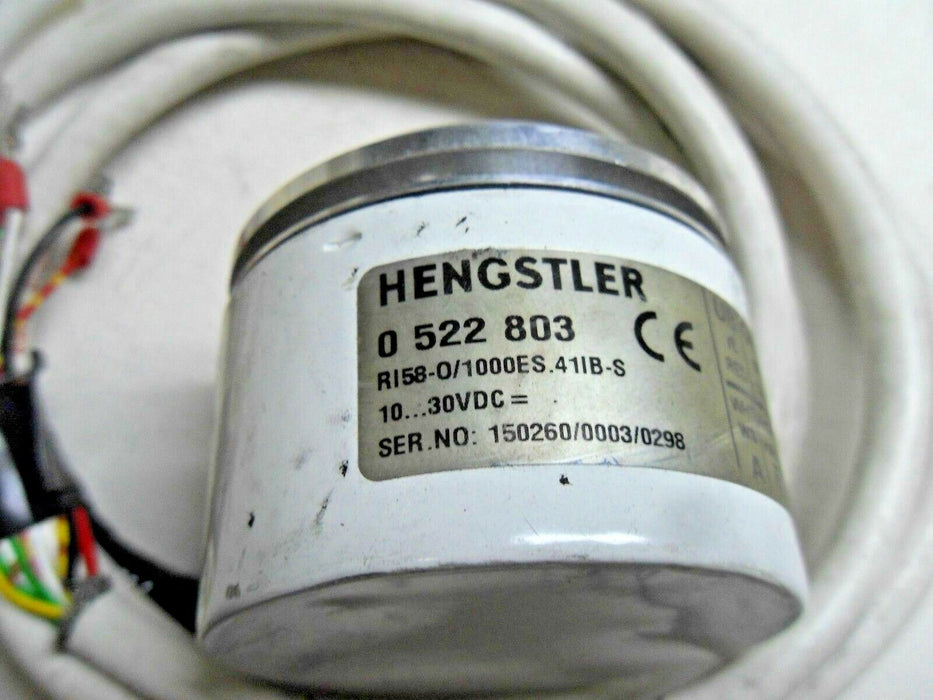 HENGSTLER
0 522 803 CE
RI58-O/1000ES.41IB-S
10...30VDC =
SER.NO: 150260/0003/0298